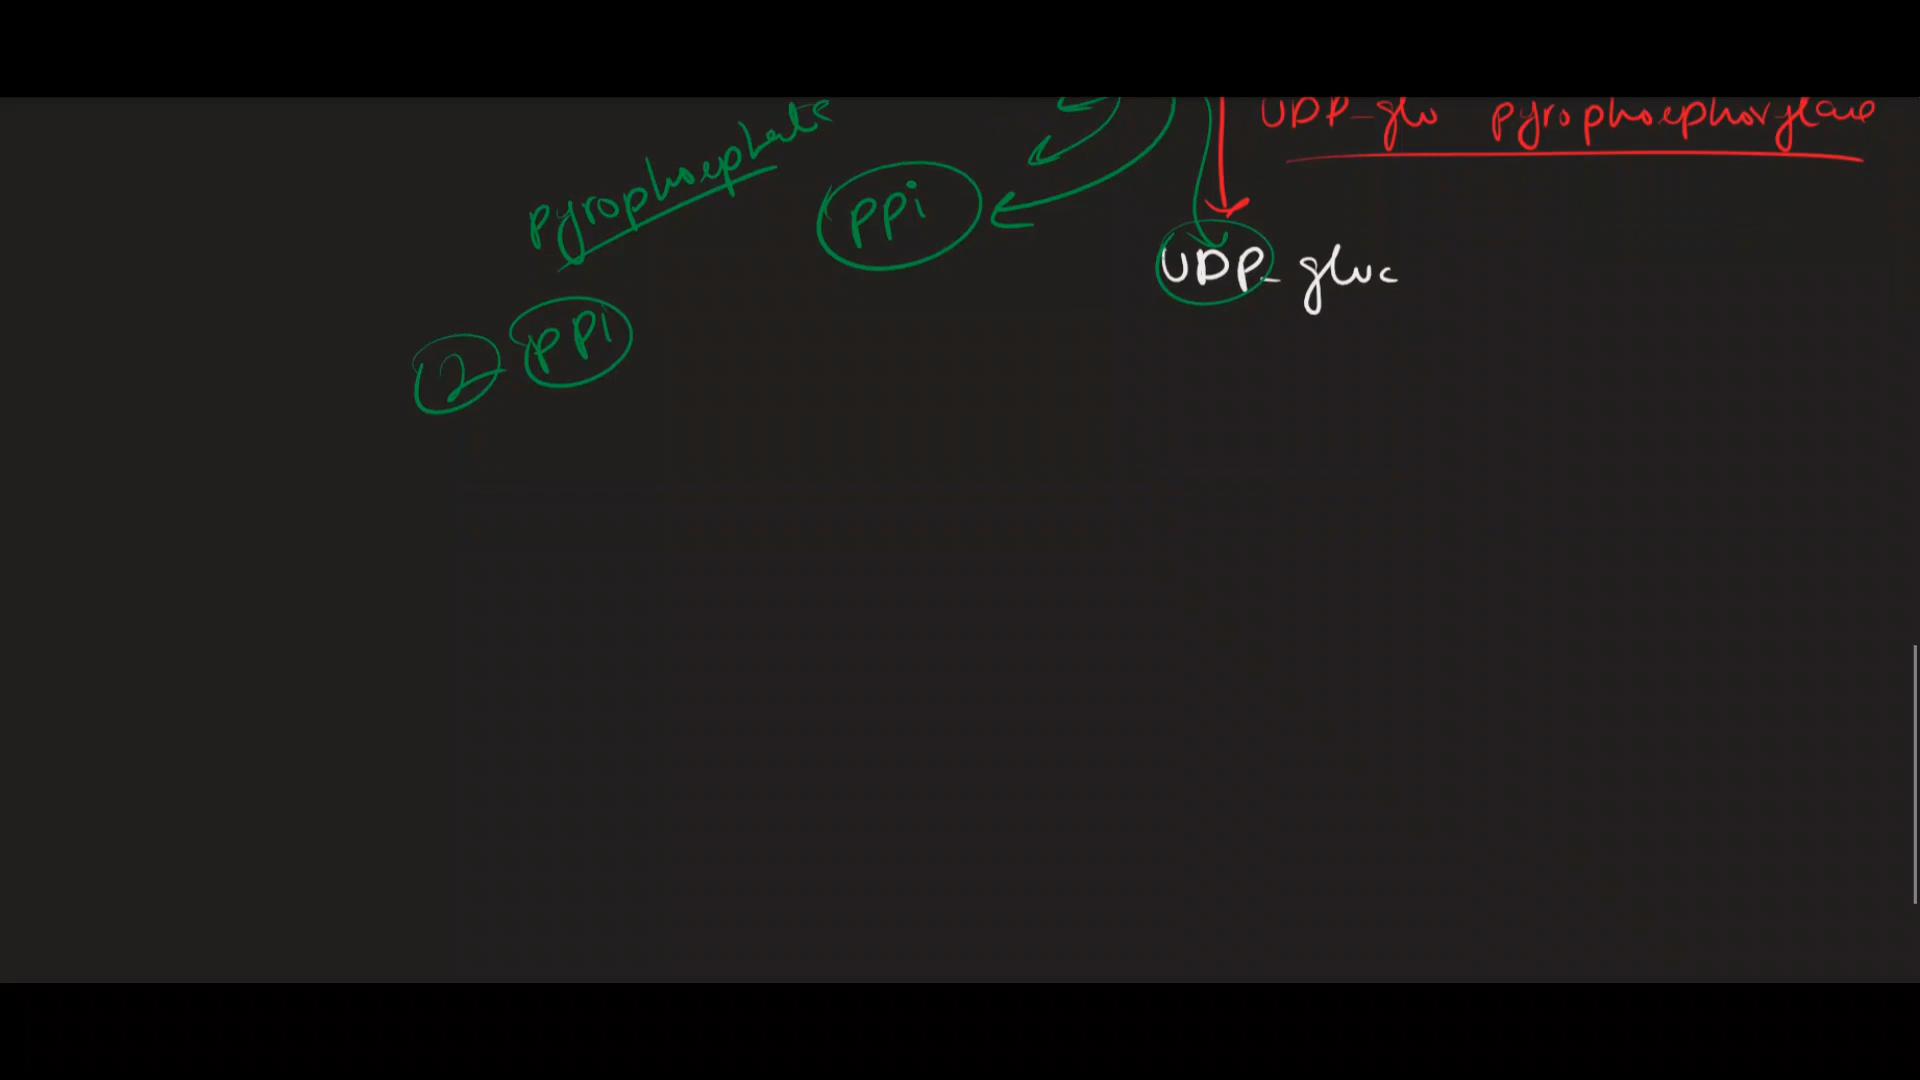 UDP-glu pyrophosphorylase
pyrophosphate
PPi
UDP-gluc
2 PPi